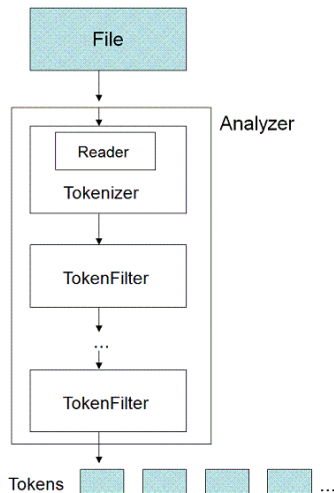 File
Analyzer
Reader
Tokenizer
TokenFilter
...
TokenFilter
Tokens
...